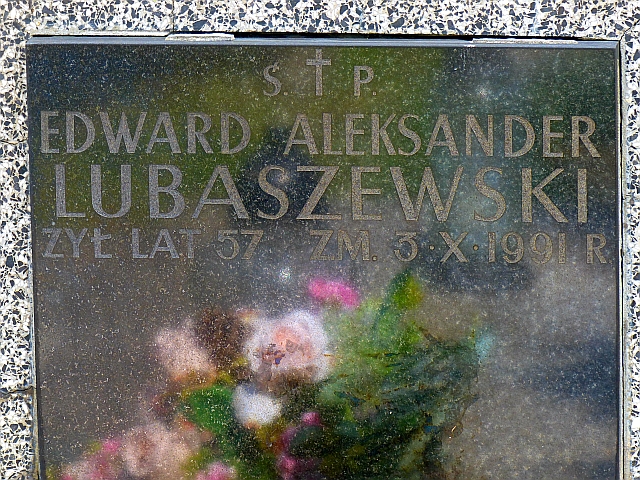 Ś. P.
EDWARD ALEKSANDER
LUBASZEWSKI
ŻYŁ LAT 57 ZM. 3·X·1991 R.